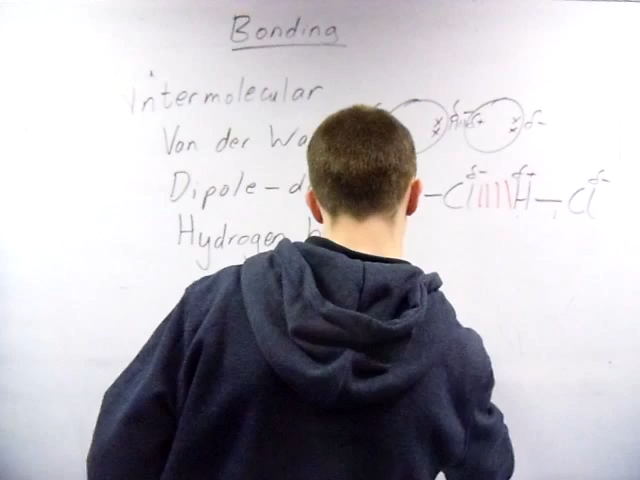 Bonding
intermolecular
Van der Wa
δ- δ+ δ-
Dipole-d
δ- δ+ δ-
-Cl H-Cl
Hydrogen b